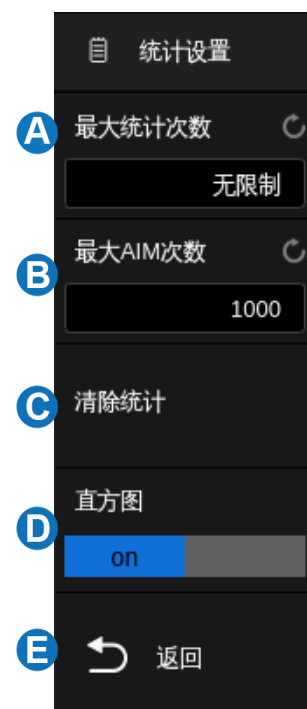 统计设置
A 最大统计次数
无限制
B 最大AIM次数
1000
C 清除统计
直方图
D
on
E 返回